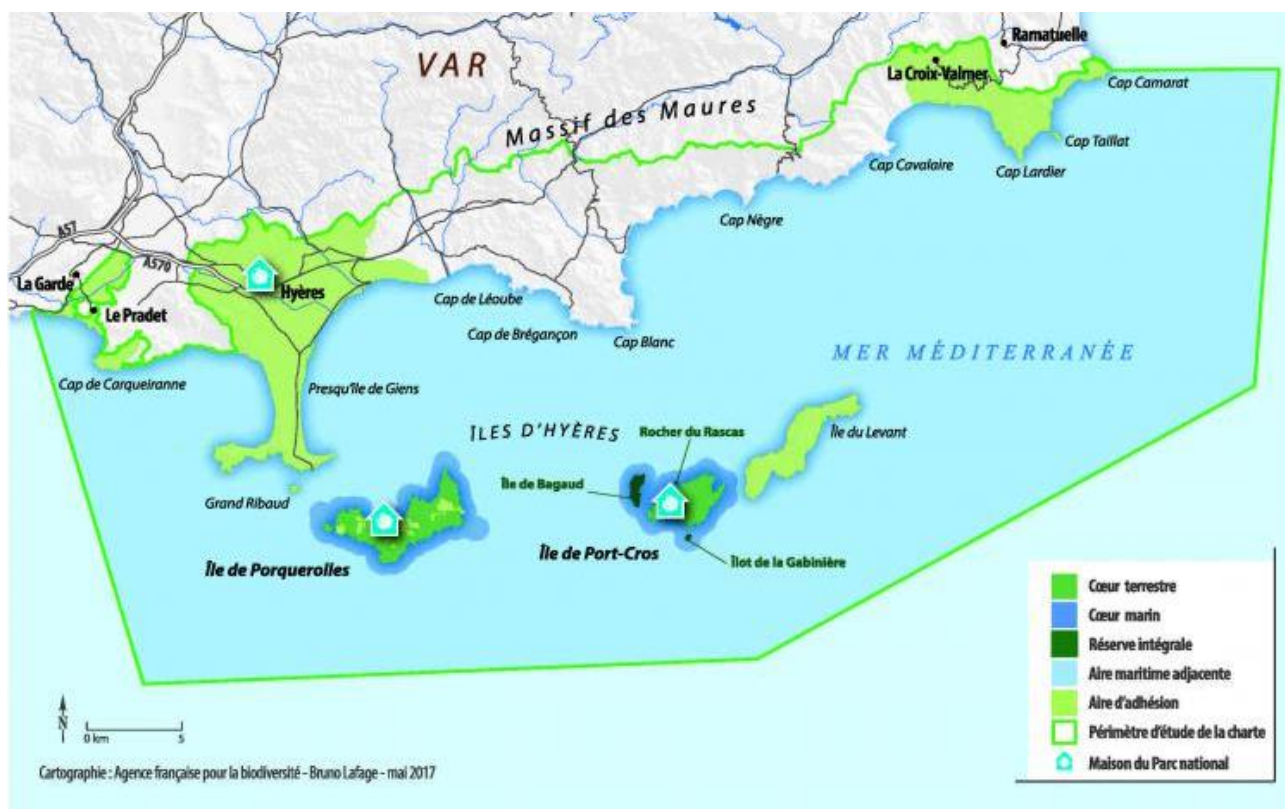 Ramatuelle
VAR
La Croix-Valmer
Cap Camarat
Massif des Maures
Cap Taillat
Cap Cavalaire
Cap Lardier
Cap Nègre
A57
A570
La Garde
Hyères
Le Pradet
Cap de Léoube
Cap de Brégançon
Cap Blanc
MER MÉDITERRANÉE
Cap de Carqueiranne
Presqu'île de Giens
ÎLES D'HYÈRES
Rocher du Rascas
Île du Levant
Île de Bagaud
Grand Ribaud
Île de Port-Cros
Îlot de la Gabinière
Île de Porquerolles
Cœur terrestre
Cœur marin
Réserve intégrale
Aire maritime adjacente
Aire d'adhésion
Périmètre d'étude de la charte
Maison du Parc national
N
0 km 5
Cartographie : Agence française pour la biodiversité - Bruno Lafage - mai 2017